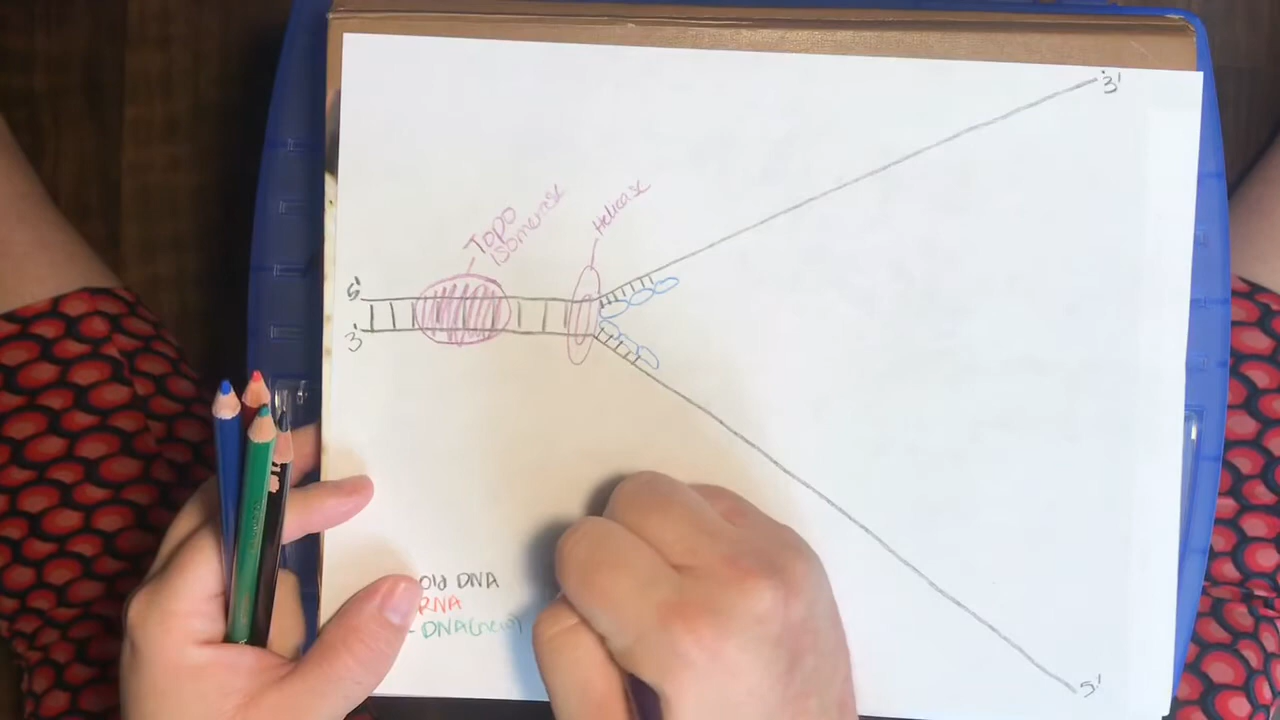 3'
Topo
isomerase
Helicase
5'
3'
old DNA
RNA
- DNA(new)
5'